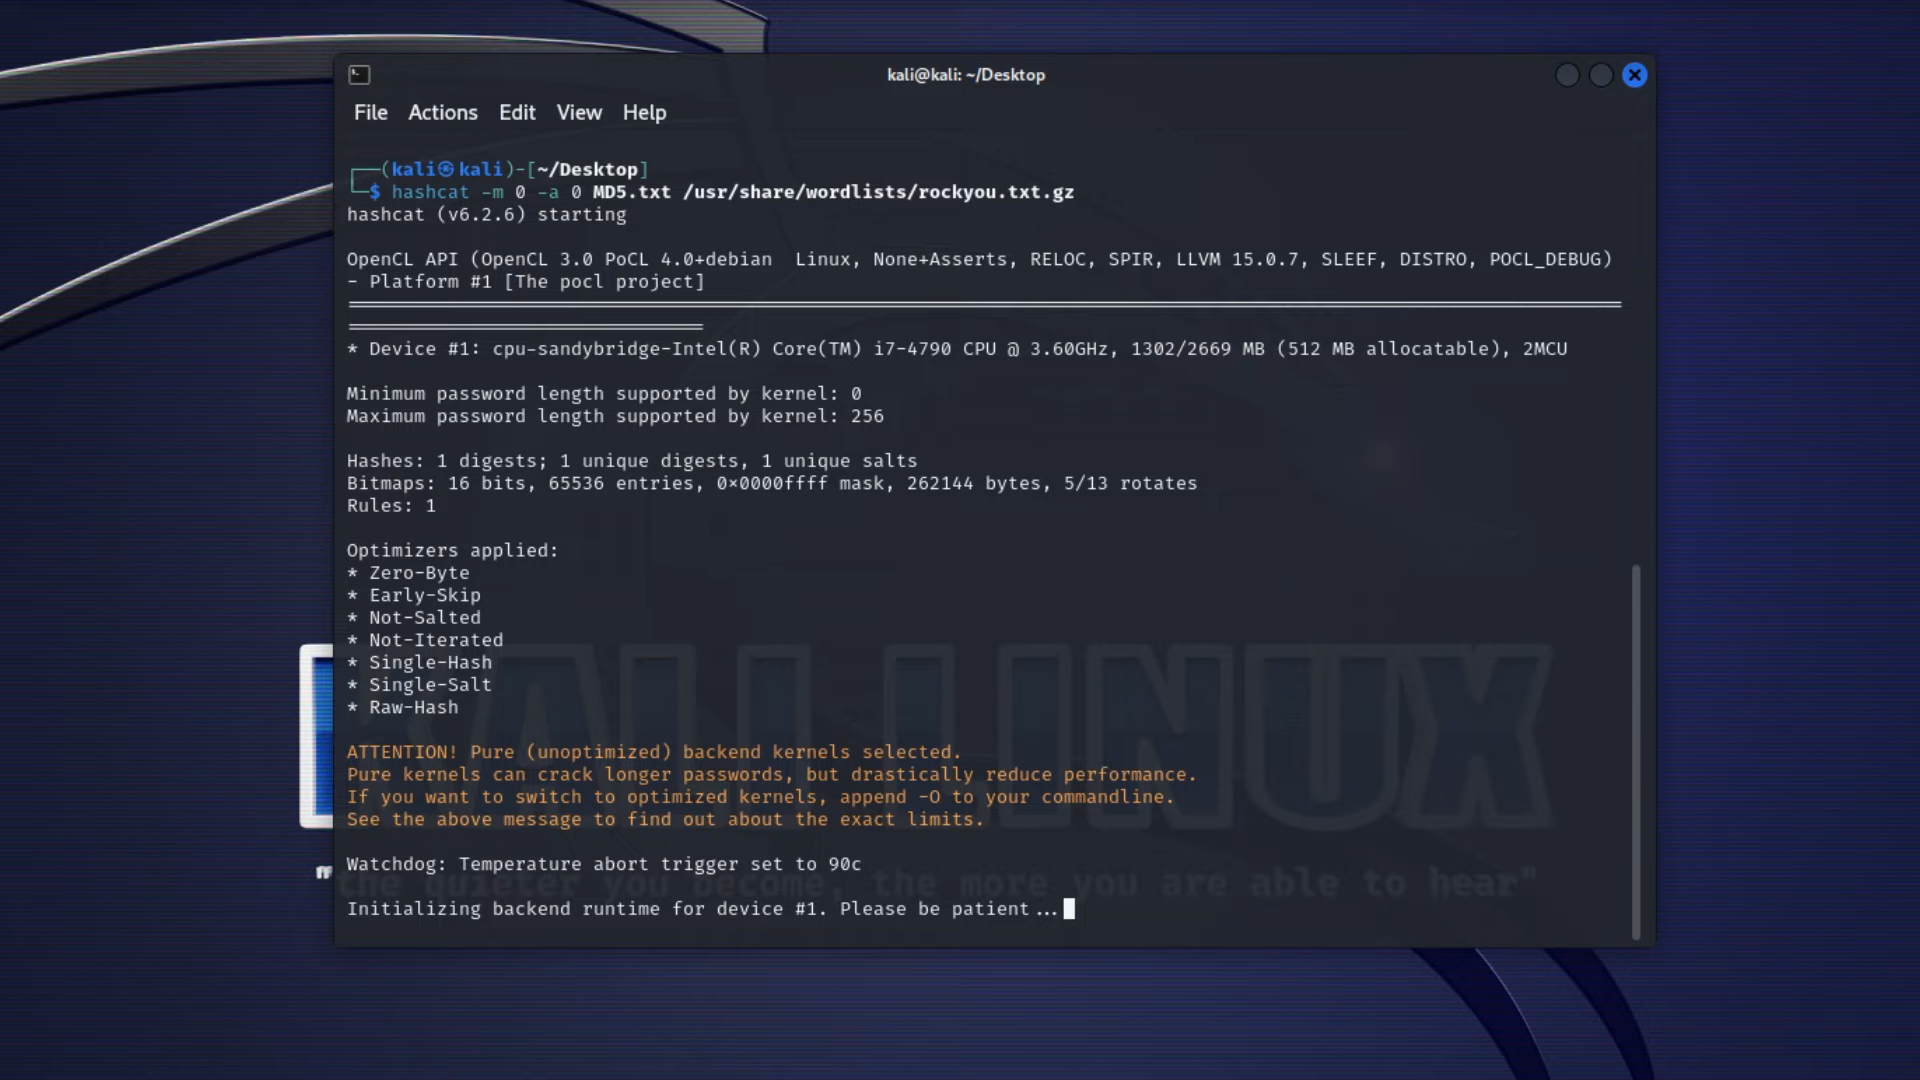 kali@kali: ~/Desktop
File Actions Edit View Help
┌──(kali㉿kali)-[~/Desktop]
└─$ hashcat -m 0 -a 0 MD5.txt /usr/share/wordlists/rockyou.txt.gz
hashcat (v6.2.6) starting
OpenCL API (OpenCL 3.0 PoCL 4.0+debian  Linux, None+Asserts, RELOC, SPIR, LLVM 15.0.7, SLEEF, DISTRO, POCL_DEBUG)
- Platform #1 [The pocl project]
* Device #1: cpu-sandybridge-Intel(R) Core(TM) i7-4790 CPU @ 3.60GHz, 1302/2669 MB (512 MB allocatable), 2MCU
Minimum password length supported by kernel: 0
Maximum password length supported by kernel: 256
Hashes: 1 digests; 1 unique digests, 1 unique salts
Bitmaps: 16 bits, 65536 entries, 0x0000ffff mask, 262144 bytes, 5/13 rotates
Rules: 1
Optimizers applied:
* Zero-Byte
* Early-Skip
* Not-Salted
* Not-Iterated
* Single-Hash
* Single-Salt
* Raw-Hash
ATTENTION! Pure (unoptimized) backend kernels selected.
Pure kernels can crack longer passwords, but drastically reduce performance.
If you want to switch to optimized kernels, append -O to your commandline.
See the above message to find out about the exact limits.
Watchdog: Temperature abort trigger set to 90c
Initializing backend runtime for device #1. Please be patient...
KALI LINUX
"the quieter you become, the more you are able to hear"